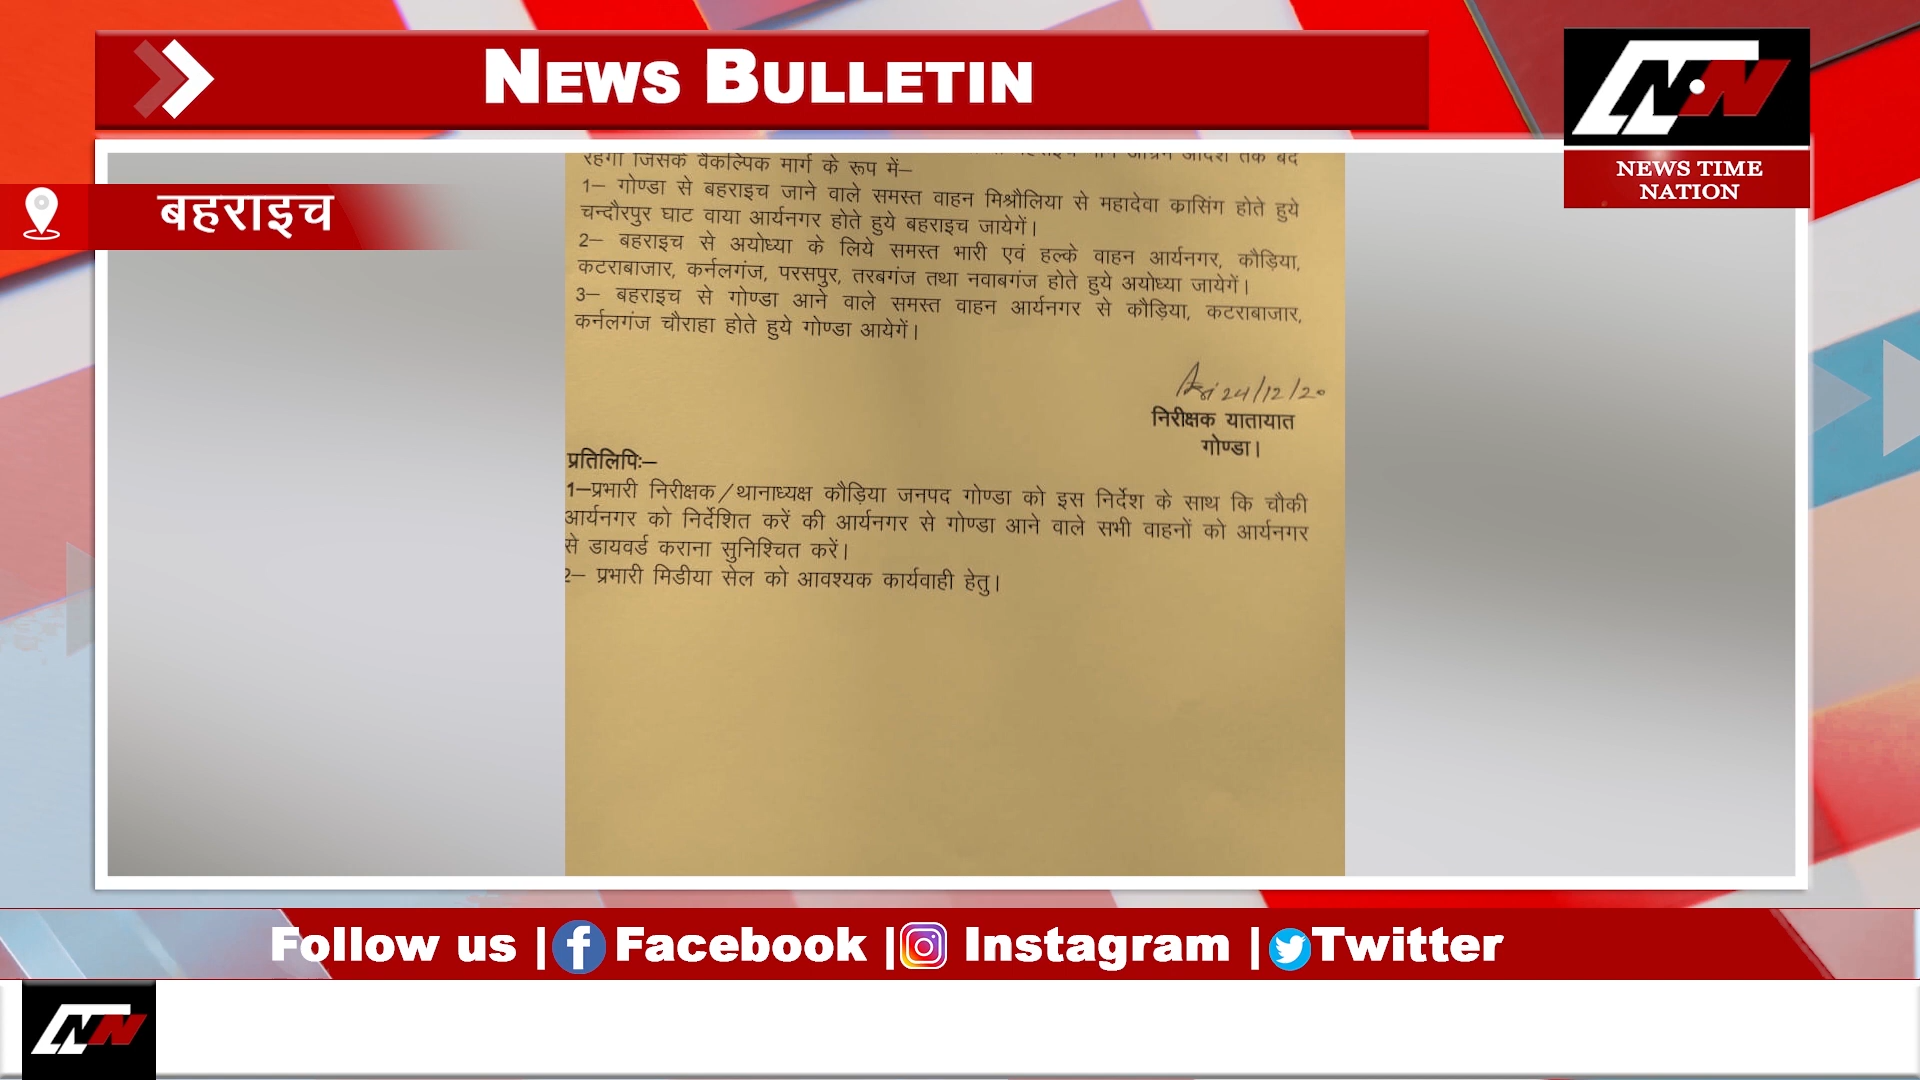 NEWS BULLETIN
NEWS TIME
NATION
बहराइच
रहेगा जिसके वैकल्पिक मार्ग के रूप में–
1– गोण्डा से बहराइच जाने वाले समस्त वाहन मिश्रौलिया से महादेवा क्रासिंग होते हुये
चन्दौरपुर घाट वाया आर्यनगर होते हुये बहराइच जायेगें।
2– बहराइच से अयोध्या के लिये समस्त भारी एवं हल्के वाहन आर्यनगर, कौड़िया,
कटराबाजार, कर्नलगंज, परसपुर, तरबगंज तथा नवाबगंज होते हुये अयोध्या जायेगें।
3– बहराइच से गोण्डा आने वाले समस्त वाहन आर्यनगर से कौड़िया, कटराबाजार,
कर्नलगंज चौराहा होते हुये गोण्डा आयेगें।
24/12/20
निरीक्षक यातायात
गोण्डा।
प्रतिलिपिः–
1–प्रभारी निरीक्षक/थानाध्यक्ष कौड़िया जनपद गोण्डा को इस निर्देश के साथ कि चौकी
आर्यनगर को निर्देशित करें की आर्यनगर से गोण्डा आने वाले सभी वाहनों को आर्यनगर
से डायवर्ड कराना सुनिश्चित करें।
2– प्रभारी मिडीया सेल को आवश्यक कार्यवाही हेतु।
Follow us | Facebook | Instagram | Twitter